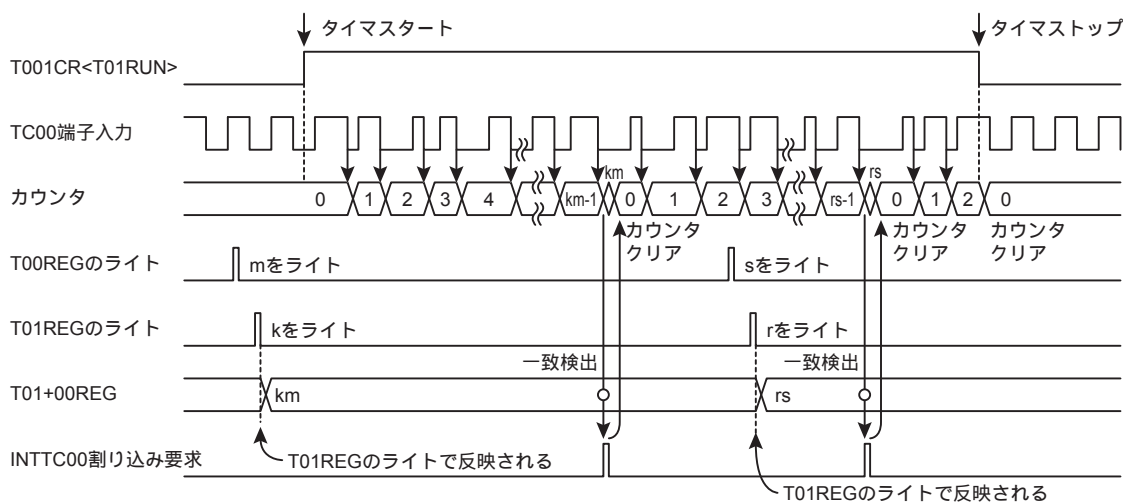 タイマスタート
タイマストップ
T001CR<T01RUN>
TC00端子入力
カウンタ
0 1 2 3 4 km-1 km 0 1 2 3 rs-1 rs 0 1 2 0
カウンタ
クリア
カウンタ
クリア
カウンタ
クリア
T00REGのライト
mをライト
sをライト
T01REGのライト
kをライト
rをライト
一致検出
一致検出
T01+00REG
km
rs
INTTC00割り込み要求
T01REGのライトで反映される
T01REGのライトで反映される